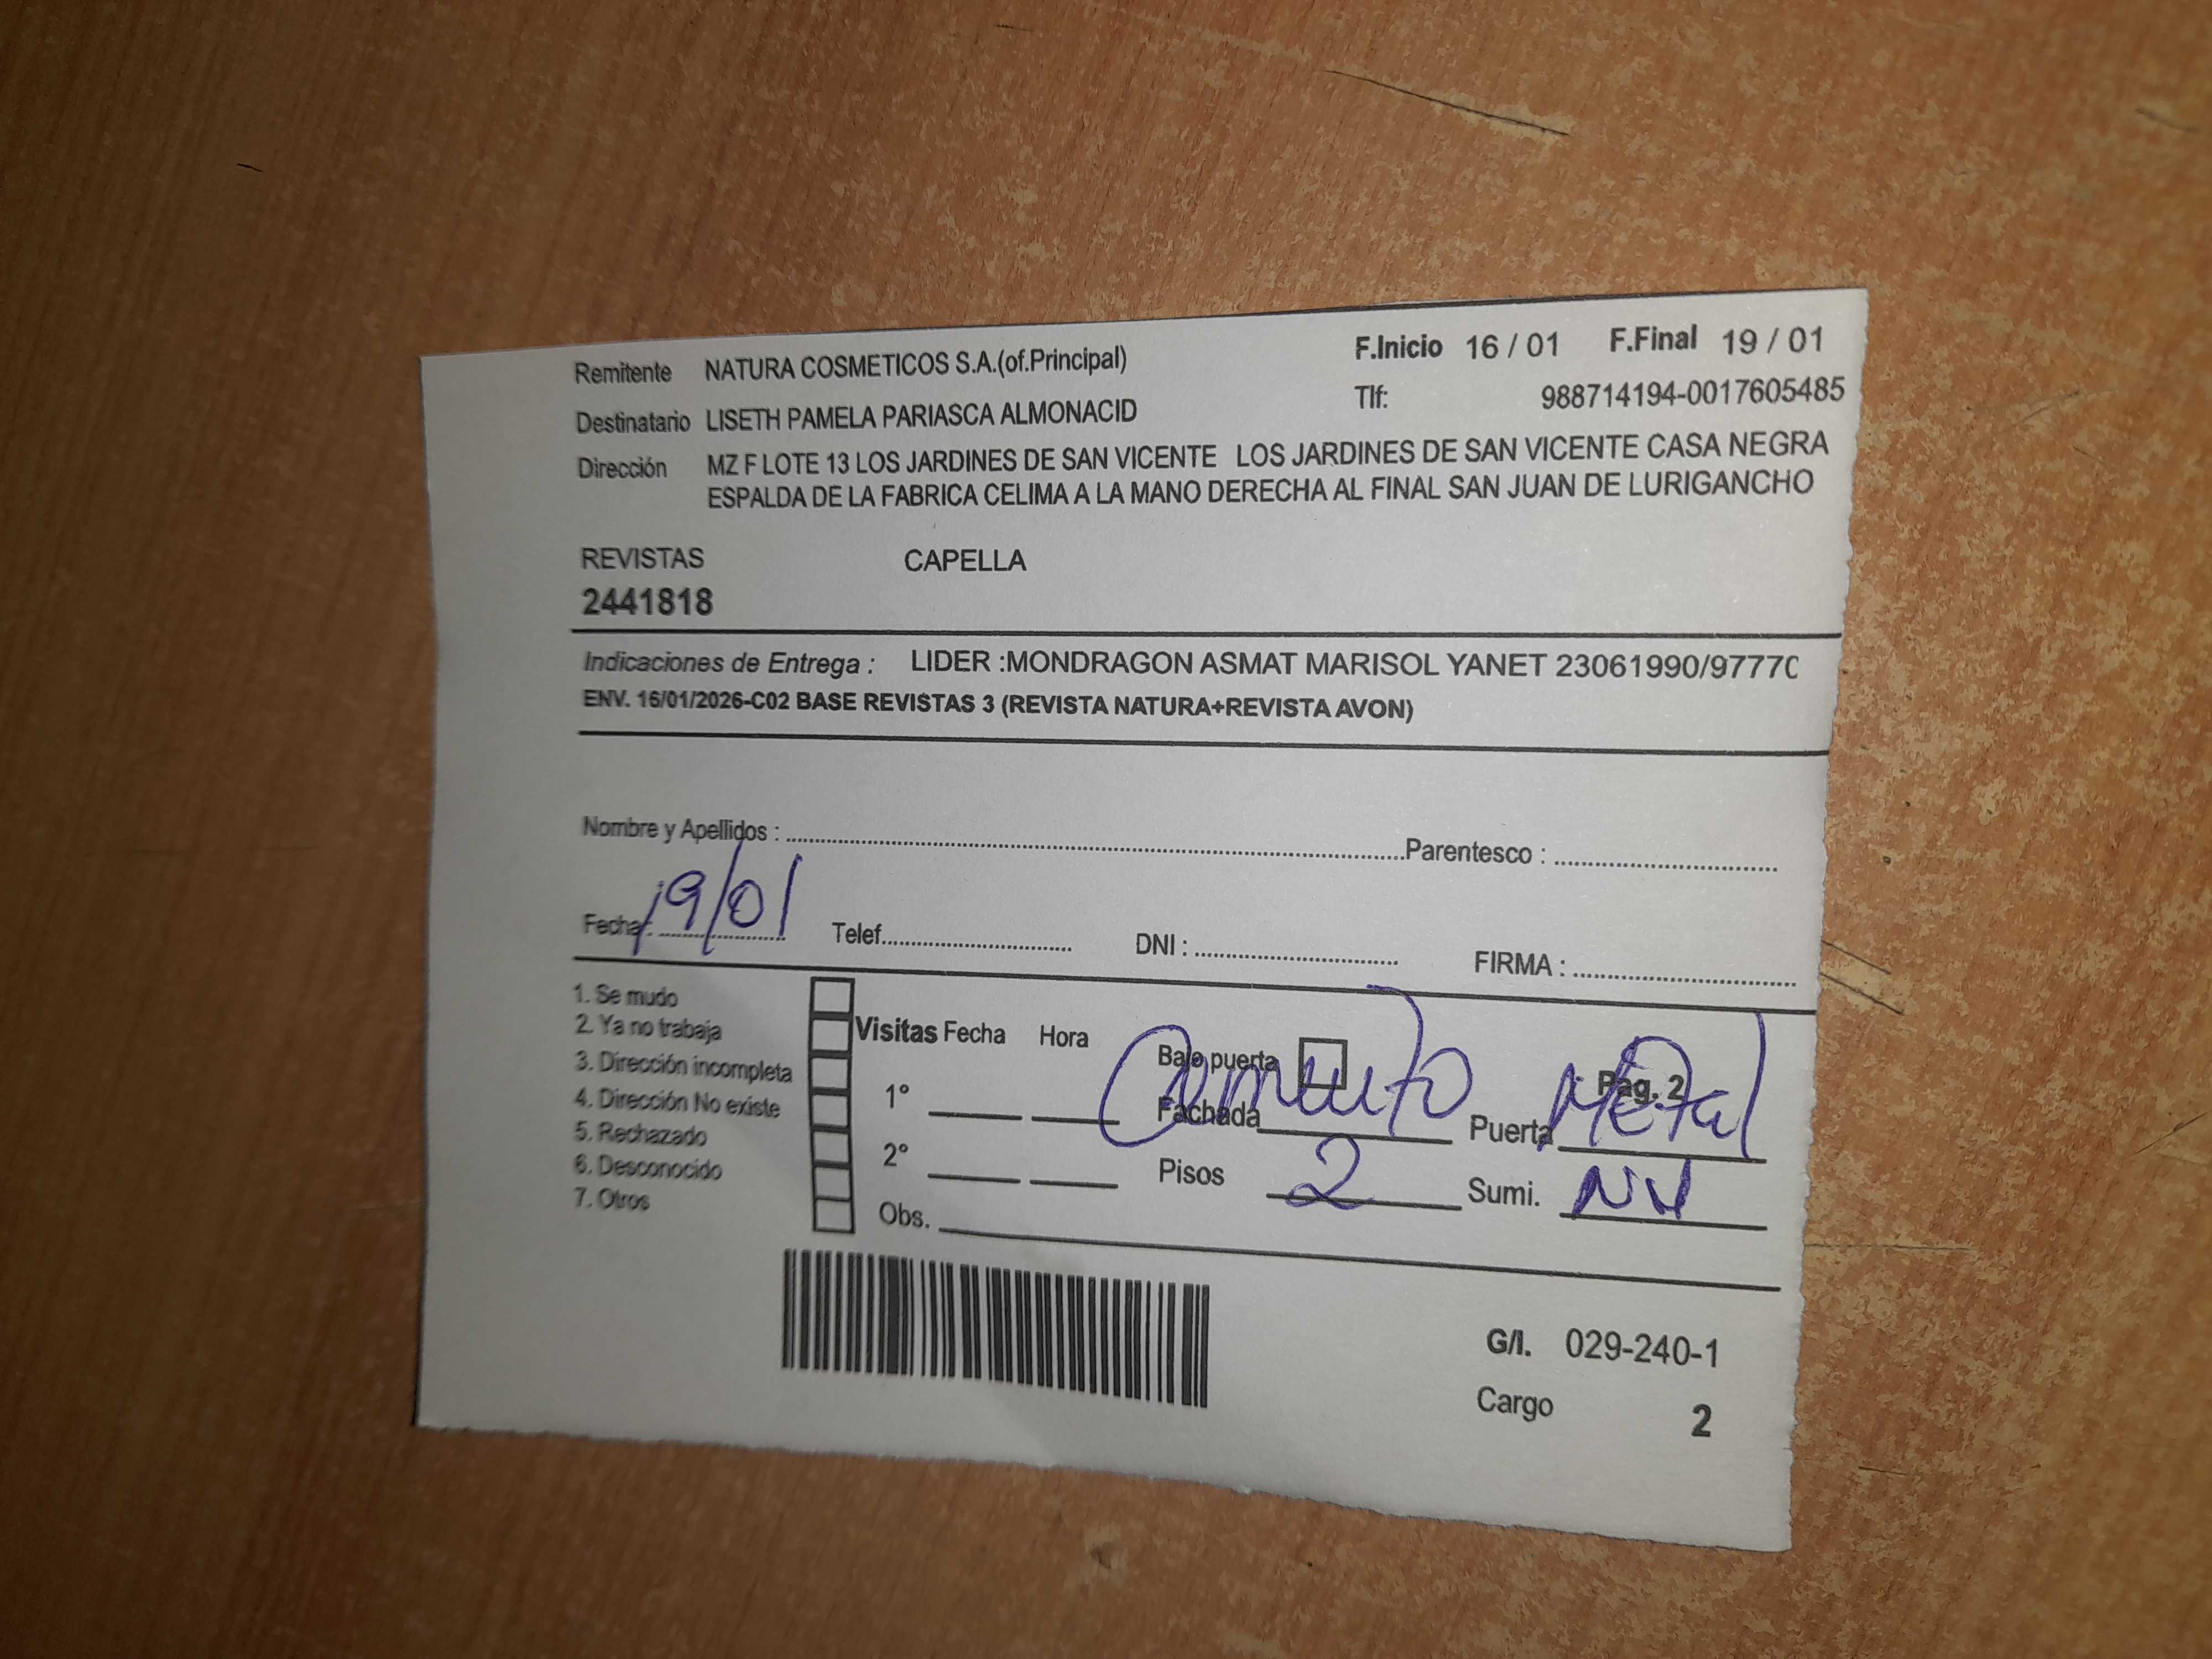 Remitente NATURA COSMETICOS S.A.(of.Principal) F.Inicio 16 / 01 F.Final 19 / 01
Tlf: 988714194-0017605485
Destinatario LISETH PAMELA PARIASCA ALMONACID
Dirección MZ F LOTE 13 LOS JARDINES DE SAN VICENTE LOS JARDINES DE SAN VICENTE CASA NEGRA
ESPALDA DE LA FABRICA CELIMA A LA MANO DERECHA AL FINAL SAN JUAN DE LURIGANCHO
REVISTAS CAPELLA
2441818
Indicaciones de Entrega : LIDER :MONDRAGON ASMAT MARISOL YANET 23061990/9777
ENV. 16/01/2026-C02 BASE REVISTAS 3 (REVISTA NATURA+REVISTA AVON)
Nombre y Apellidos : Parentesco :
Fecha : 19/01 Telef. DNI : FIRMA :
1. Se mudo
2. Ya no trabaja
3. Dirección incompleta
4. Dirección No existe
5. Rechazado
6. Desconocido
7. Otros
Visitas Fecha Hora
1°
2°
Obs.
Bajo puerta Pag. 2
Fachada Cemento Puerta Metal
Pisos 2 Sumi.
G/I. 029-240-1
Cargo 2